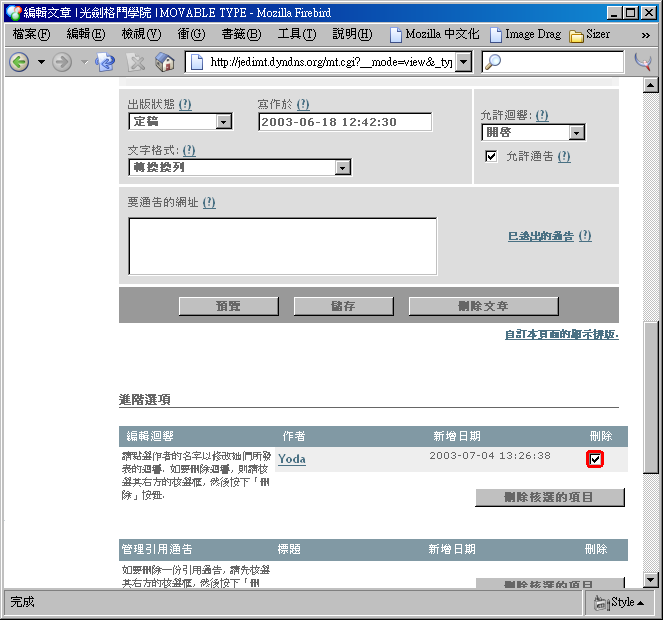 編輯文章 | 光劍格鬥學院 | MOVABLE TYPE - Mozilla Firebird
檔案(F) 編輯(E) 檢視(V) 衝(G) 書籤(B) 工具(T) 說明(H) Mozilla 中文化 Image Drag Sizer »
http://jedimt.dyndns.org/mt.cgi?__mode=view&_typ
出版狀態 (?) 寫作於 (?)
定稿 2003-06-18 12:42:30
允許迴響: (?)
開啓
文字格式: (?)
轉換換列
允許通告 (?)
要通告的網址 (?)
已送出的通告 (?)
預覽 儲存 刪除文章
自訂本頁面的顯示排版.
進階選項
編輯迴響 作者 新增日期 刪除
請點選作者的名字以修改她們所發
表的迴響. 如要刪除迴響, 則請核
選其右方的核選框, 然後按下「刪
除」按鈕.
Yoda 2003-07-04 13:26:38
刪除核選的項目
管理引用通告 標題 新增日期 刪除
如要刪除一份引用通告, 請先核選
其右方的核選框, 然後按下「刪
刪除核選的項目
完成 Style